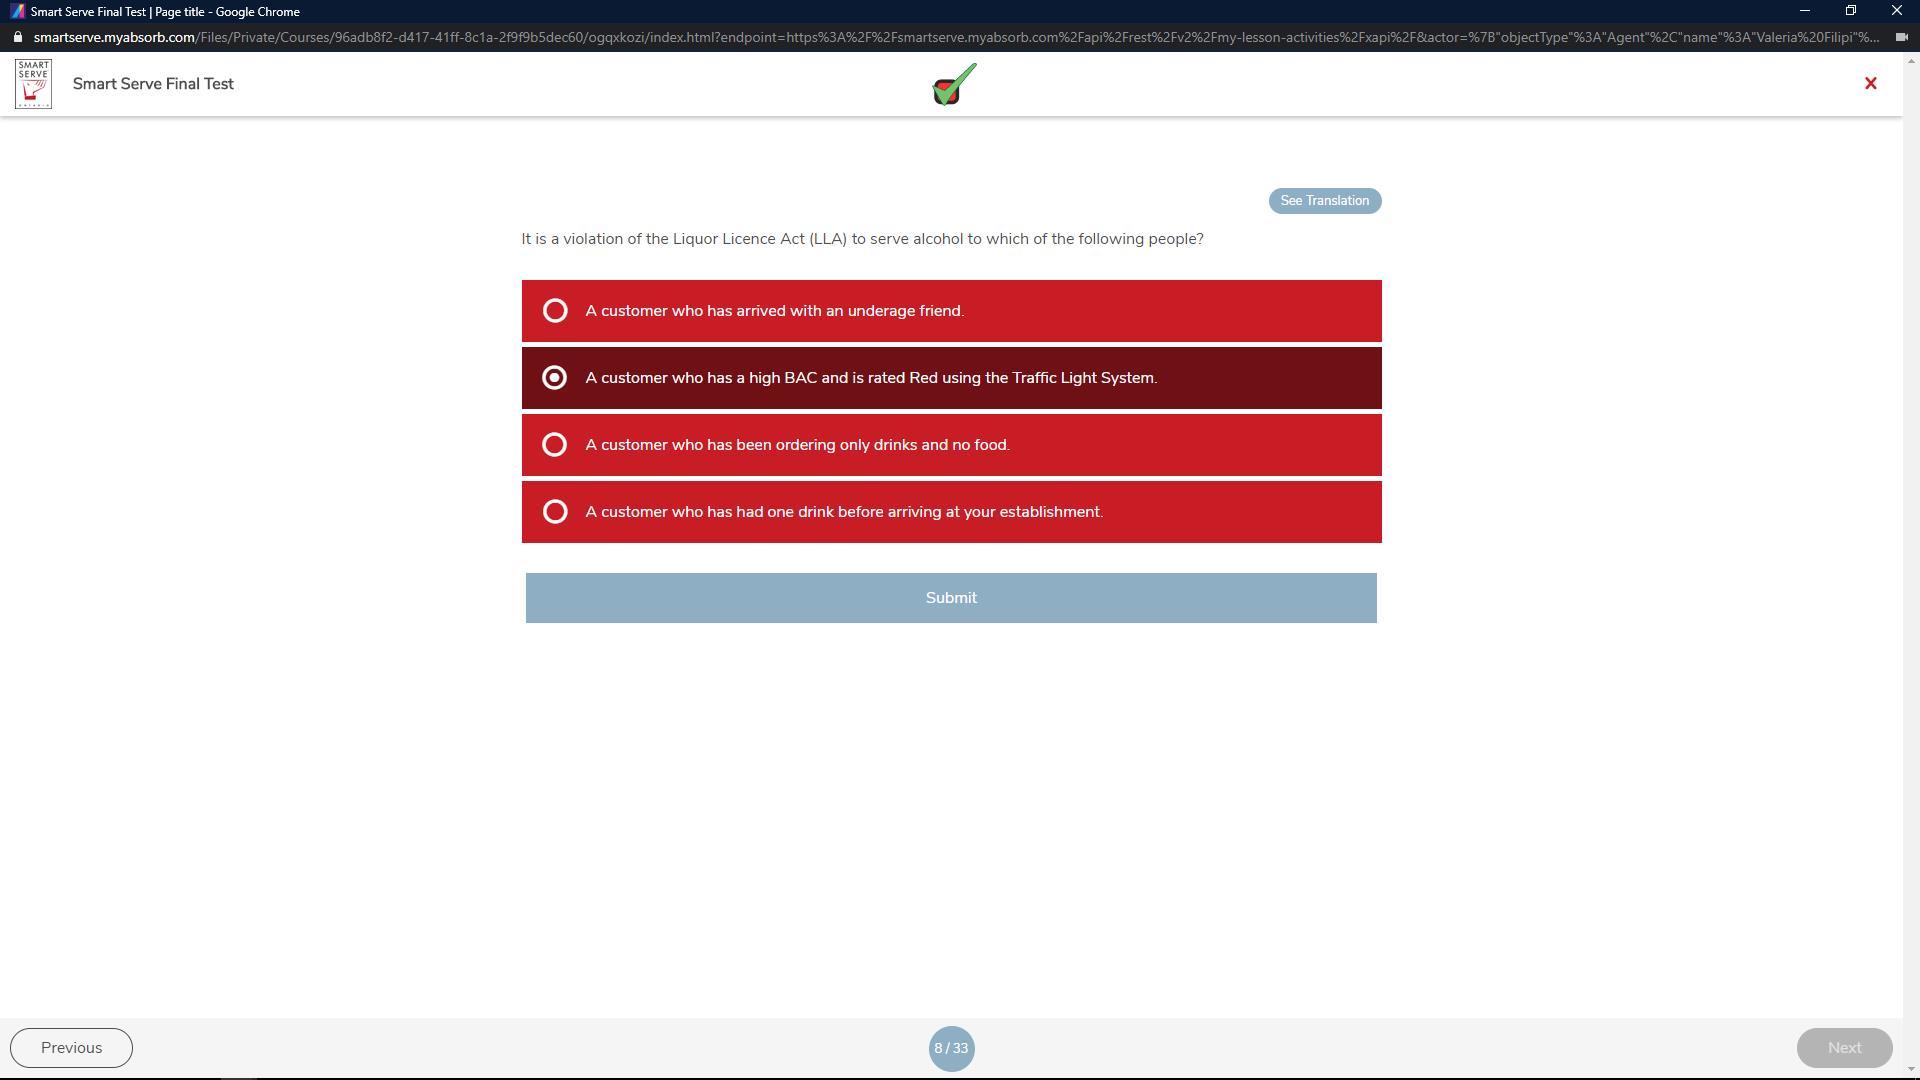 Smart Serve Final Test | Page title - Google Chrome
smartserve.myabsorb.com/Files/Private/Courses/96adb8f2-d417-41ff-8c1a-2f9f9b5dec60/ogqxkozi/index.html?endpoint=https%3A%2F%2Fsmartserve.myabsorb.com%2Fapi%2Frest%2Fv2%2Fmy-lesson-activities%2Fxapi%2F&actor=%7B"objectType"%3A"Agent"%2C"name"%3A"Valeria%20Filipi"%...
SMART
SERVE
ONTARIO
Smart Serve Final Test
See Translation
It is a violation of the Liquor Licence Act (LLA) to serve alcohol to which of the following people?
A customer who has arrived with an underage friend.
A customer who has a high BAC and is rated Red using the Traffic Light System.
A customer who has been ordering only drinks and no food.
A customer who has had one drink before arriving at your establishment.
Submit
Previous
8 / 33
Next